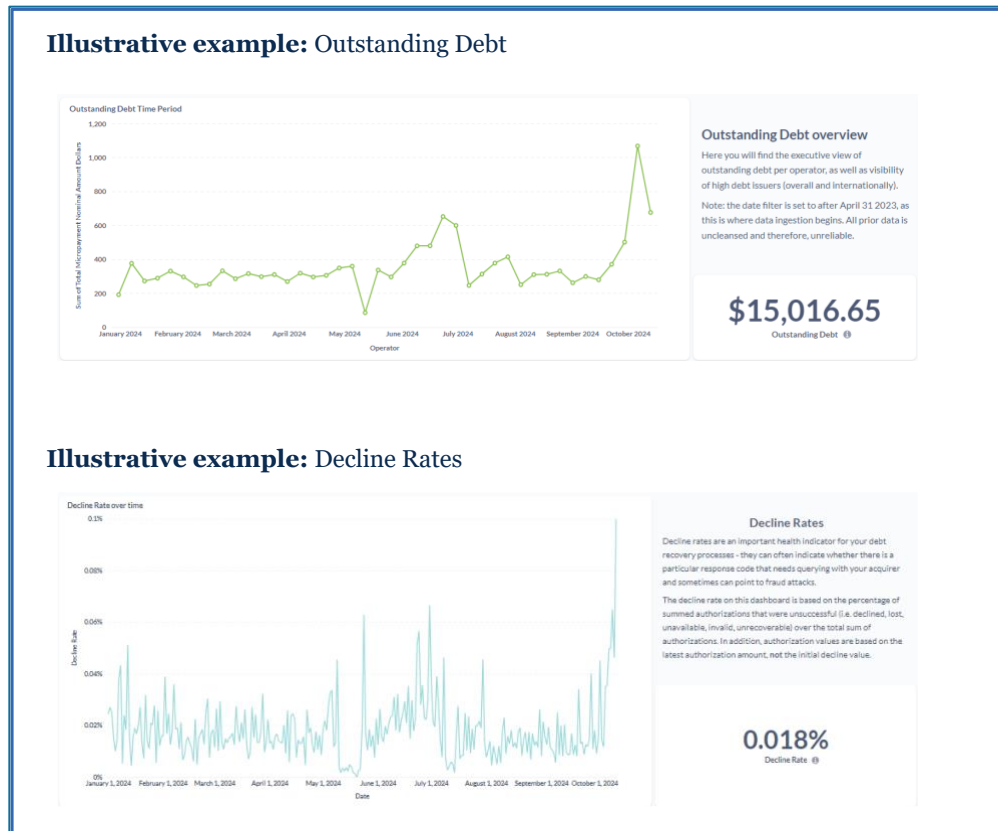 Illustrative example: Outstanding Debt
Outstanding Debt Time Period
1,200
1,000
800
600
400
200
0
Sum of Total Micropayment Nominal Amount Dollars
January 2024 February 2024 March 2024 April 2024 May 2024 June 2024 July 2024 August 2024 September 2024 October 2024
Operator
Outstanding Debt overview
Here you will find the executive view of
outstanding debt per operator, as well as visibility
of high debt issuers (overall and internationally).
Note: the date filter is set to after April 31 2023, as
this is where data ingestion begins. All prior data is
uncleansed and therefore, unreliable.
$15,016.65
Outstanding Debt
Illustrative example: Decline Rates
Decline Rate over time
0.1%
0.08%
0.06%
0.04%
0.02%
0%
Decline Rate
January 1, 2024 February 1, 2024 March 1, 2024 April 1, 2024 May 1, 2024 June 1, 2024 July 1, 2024 August 1, 2024 September 1, 2024 October 1, 2024
Date
Decline Rates
Decline rates are an important health indicator for your debt
recovery processes - they can often indicate whether there is a
particular response code that needs querying with your acquirer
and sometimes can point to fraud attacks.
The decline rate on this dashboard is based on the percentage of
summed authorizations that were unsuccessful (i.e. declined, lost,
unavailable, invalid, unrecoverable) over the total sum of
authorizations. In addition, authorization values are based on the
latest authorization amount, not the initial decline value.
0.018%
Decline Rate